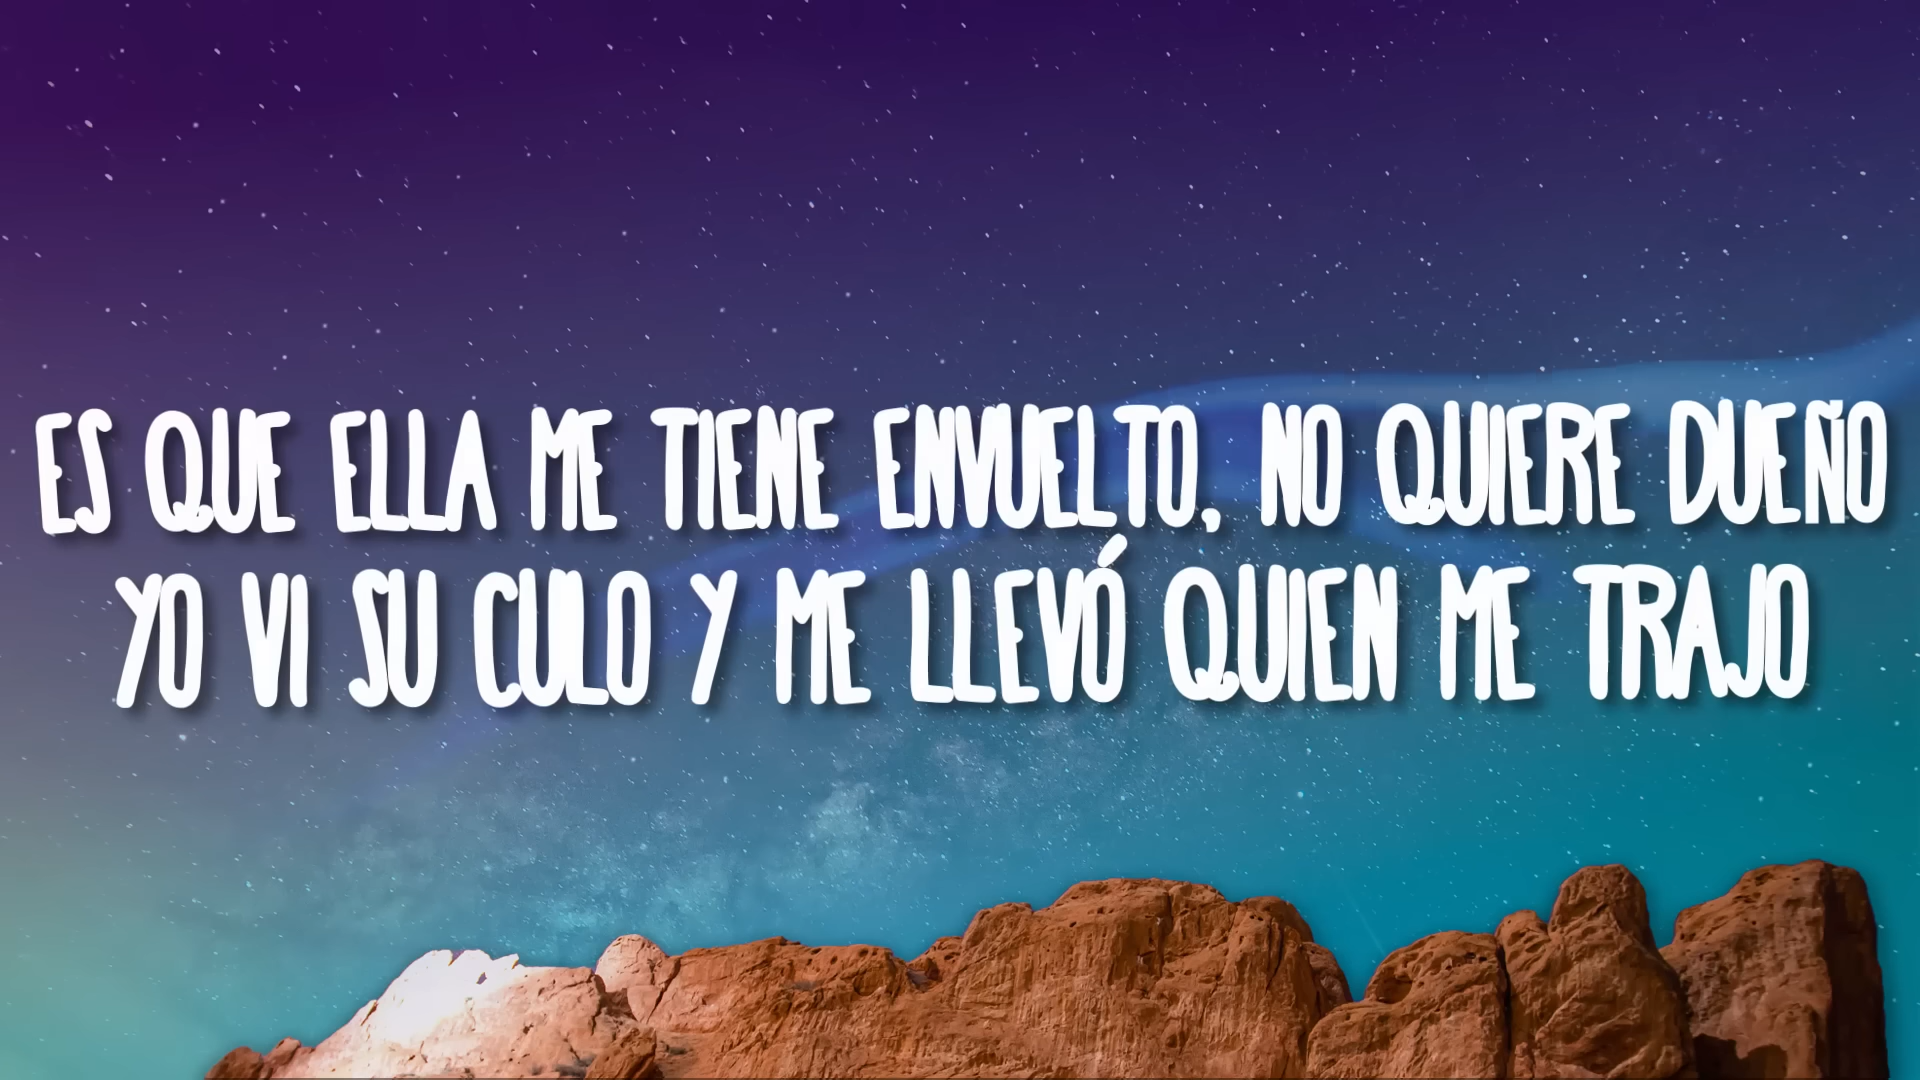 ES QUE ELLA ME TIENE ENVUELTO, NO QUIERE DUEÑO
YO VI SU CULO Y ME LLEVÓ QUIEN ME TRAJO